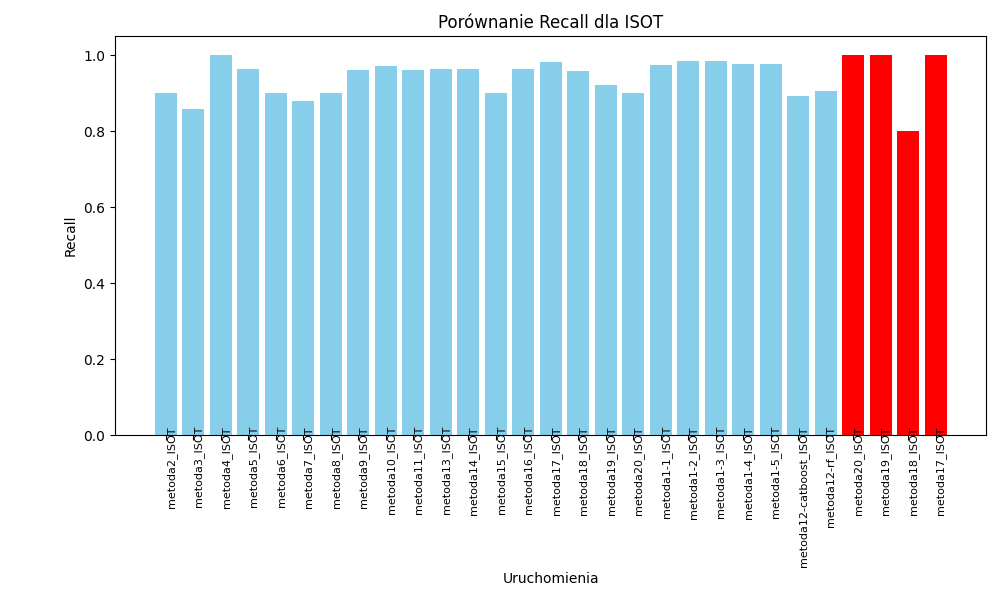 Porównanie Recall dla ISOT
Recall
1.0
0.8
0.6
0.4
0.2
0.0
metoda2_ISOT
metoda3_ISOT
metoda4_ISOT
metoda5_ISOT
metoda6_ISOT
metoda7_ISOT
metoda8_ISOT
metoda9_ISOT
metoda10_ISOT
metoda11_ISOT
metoda13_ISOT
metoda14_ISOT
metoda15_ISOT
metoda16_ISOT
metoda17_ISOT
metoda18_ISOT
metoda19_ISOT
metoda20_ISOT
metoda1-1_ISOT
metoda1-2_ISOT
metoda1-3_ISOT
metoda1-4_ISOT
metoda1-5_ISOT
metoda12-catboost_ISOT
metoda12-rf_ISOT
metoda20_ISOT
metoda19_ISOT
metoda18_ISOT
metoda17_ISOT
Uruchomienia